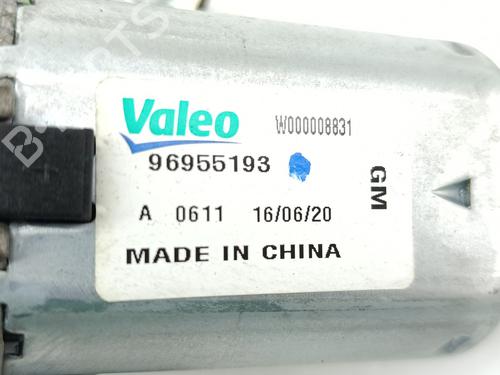 Valeo W000008831
96955193
GM
A 0611 16/06/20
MADE IN CHINA